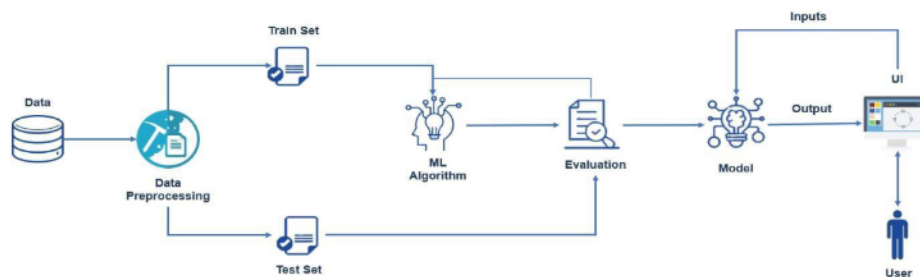 Inputs
Train Set
UI
Data
Output
ML
Algorithm
Evaluation
Model
Data
Preprocessing
Test Set
User